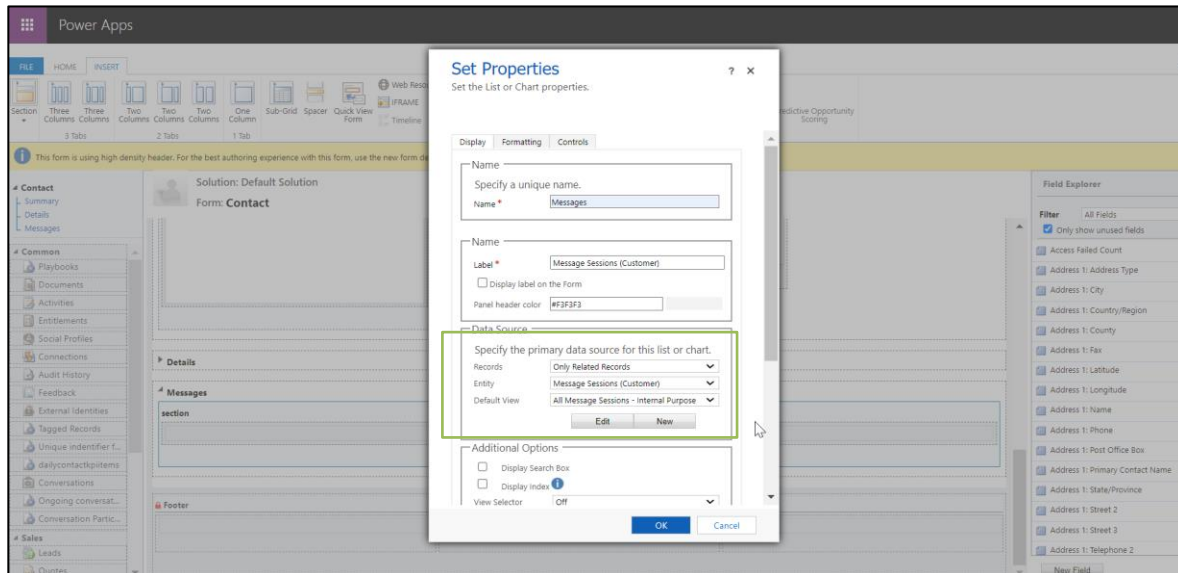 Power Apps
FILE HOME INSERT
Section
Three Columns
Three Columns
Two Columns
Two Columns
Two Columns
One Column
Sub-Grid
Spacer
Quick View Form
Web Reso
IFRAME
Timeline
edictive Opportunity Scoring
3 Tabs
2 Tabs
1 Tab
This form is using high density header. For the best authoring experience with this form, use the new form de
Contact
Summary
Details
Messages
Common
Playbooks
Documents
Activities
Entitlements
Social Profiles
Connections
Audit History
Feedback
External Identities
Tagged Records
Unique indentifier f...
dailycontactkpiitems
Conversations
Ongoing conversat...
Conversation Partic...
Sales
Leads
Quotes
Solution: Default Solution
Form: Contact
Details
Messages
section
Footer
Set Properties
? ×
Set the List or Chart properties.
Display Formatting Controls
Name
Specify a unique name.
Name * Messages
Name
Label * Message Sessions (Customer)
Display label on the Form
Panel header color #F3F3F3
Data Source
Specify the primary data source for this list or chart.
Records Only Related Records
Entity Message Sessions (Customer)
Default View All Message Sessions - Internal Purpose
Edit New
Additional Options
Display Search Box
Display Index
View Selector Off
OK Cancel
Field Explorer
Filter All Fields
Only show unused fields
Access Failed Count
Address 1: Address Type
Address 1: City
Address 1: Country/Region
Address 1: County
Address 1: Fax
Address 1: Latitude
Address 1: Longitude
Address 1: Name
Address 1: Phone
Address 1: Post Office Box
Address 1: Primary Contact Name
Address 1: State/Province
Address 1: Street 2
Address 1: Street 3
Address 1: Telephone 2
New Field